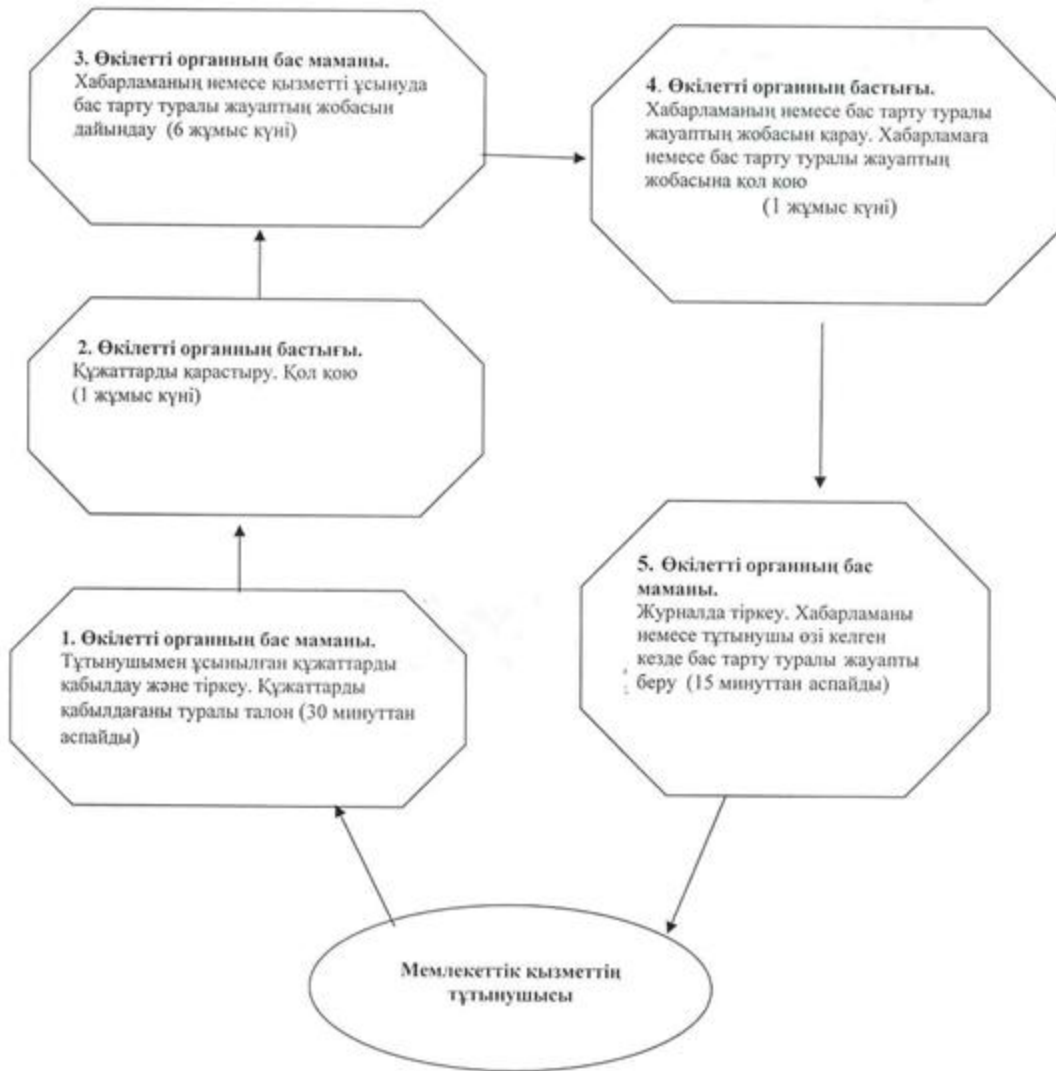 3. Өкілетті органның бас маманы.
Хабарламаның немесе қызметті ұсынуда
бас тарту туралы жауаптың жобасын
дайындау (6 жұмыс күні)
4. Өкілетті органның бастығы.
Хабарламаның немесе бас тарту туралы
жауаптың жобасын қарау. Хабарламаға
немесе бас тарту туралы жауаптың
жобасына қол қою
(1 жұмыс күні)
2. Өкілетті органның бастығы.
Құжаттарды қарастыру. Қол қою
(1 жұмыс күні)
1. Өкілетті органның бас маманы.
Тұтынушымен ұсынылған құжаттарды
қабылдау және тіркеу. Құжаттарды
қабылдағаны туралы талон (30 минуттан
аспайды)
5. Өкілетті органның бас
маманы.
Журналда тіркеу. Хабарламаны
немесе тұтынушы өзі келген
кезде бас тарту туралы жауапты
беру (15 минуттан аспайды)
Мемлекеттік қызметтің
тұтынушысы